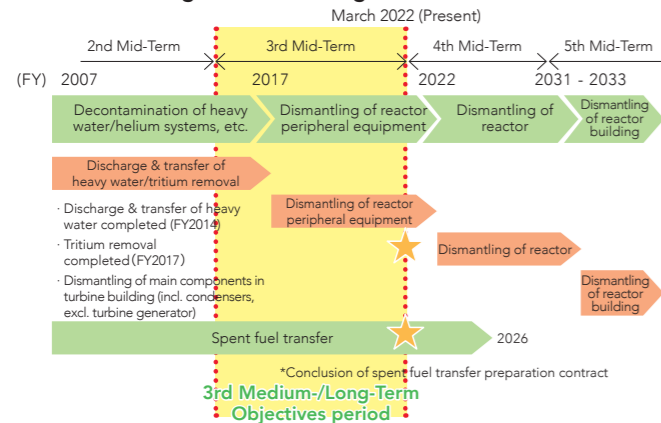 March 2022 (Present)
2nd Mid-Term
3rd Mid-Term
4th Mid-Term
5th Mid-Term
(FY)
2007
2017
2022
2031 - 2033
Decontamination of heavy
water/helium systems, etc.
Dismantling of reactor
peripheral equipment
Dismantling of
reactor
Dismantling
of reactor
building
Discharge & transfer of
heavy water/tritium removal
· Discharge & transfer of heavy
water completed (FY2014)
· Tritium removal
completed (FY2017)
· Dismantling of main components in
turbine building (incl. condensers,
excl. turbine generator)
Dismantling of reactor
peripheral equipment
Dismantling of reactor
Dismantling
of reactor
building
Spent fuel transfer
2026
*Conclusion of spent fuel transfer preparation contract
3rd Medium-/Long-Term
Objectives period